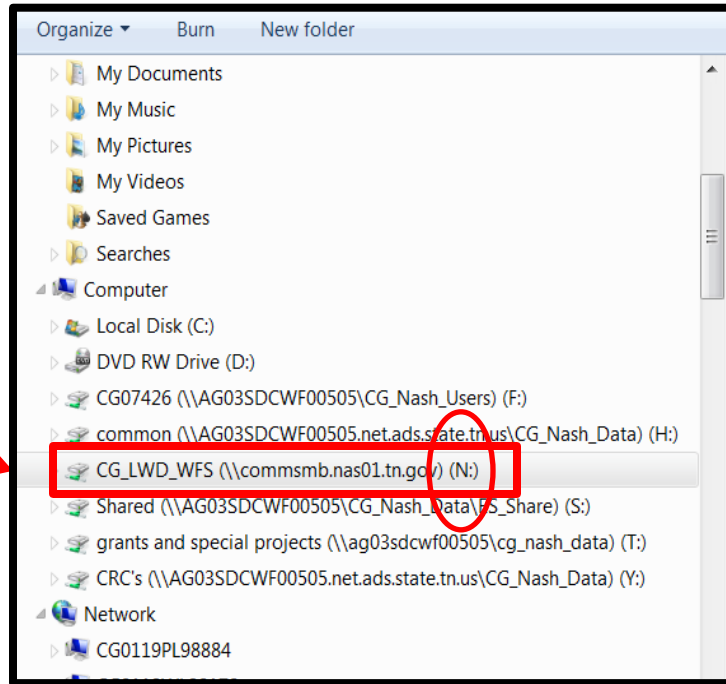 Organize Burn New folder
My Documents
My Music
My Pictures
My Videos
Saved Games
Searches
Computer
Local Disk (C:)
DVD RW Drive (D:)
CG07426 (\\AG03SDCWF00505\CG_Nash_Users) (F:)
common (\\AG03SDCWF00505.net.ads.state.tn.us\CG_Nash_Data) (H:)
CG_LWD_WFS (\\commsmb.nas01.tn.gov) (N:)
Shared (\\AG03SDCWF00505\CG_Nash_Data\ES_Share) (S:)
grants and special projects (\\ag03sdcwf00505\cg_nash_data) (T:)
CRC's (\\AG03SDCWF00505.net.ads.state.tn.us\CG_Nash_Data) (Y:)
Network
CG0119PL98884